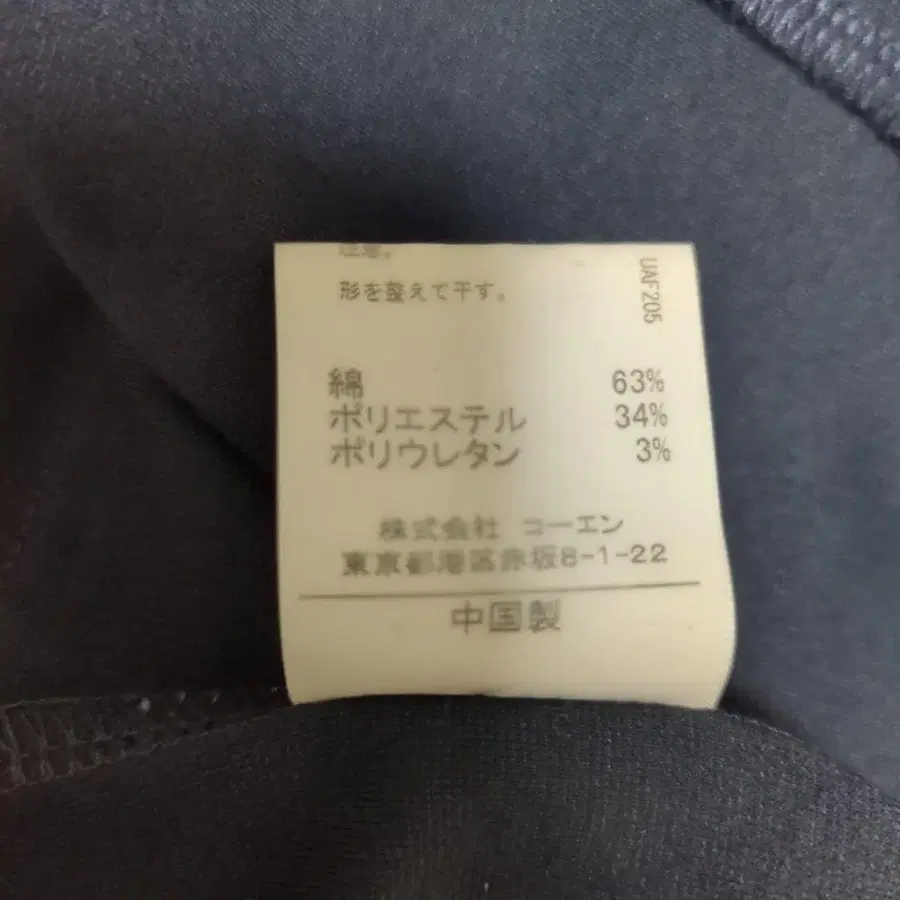 注意。
形を整えて干す。
UAF205
綿 63%
ポリエステル 34%
ポリウレタン 3%
株式会社 コーエン
東京都港区赤坂8-1-22
中国製